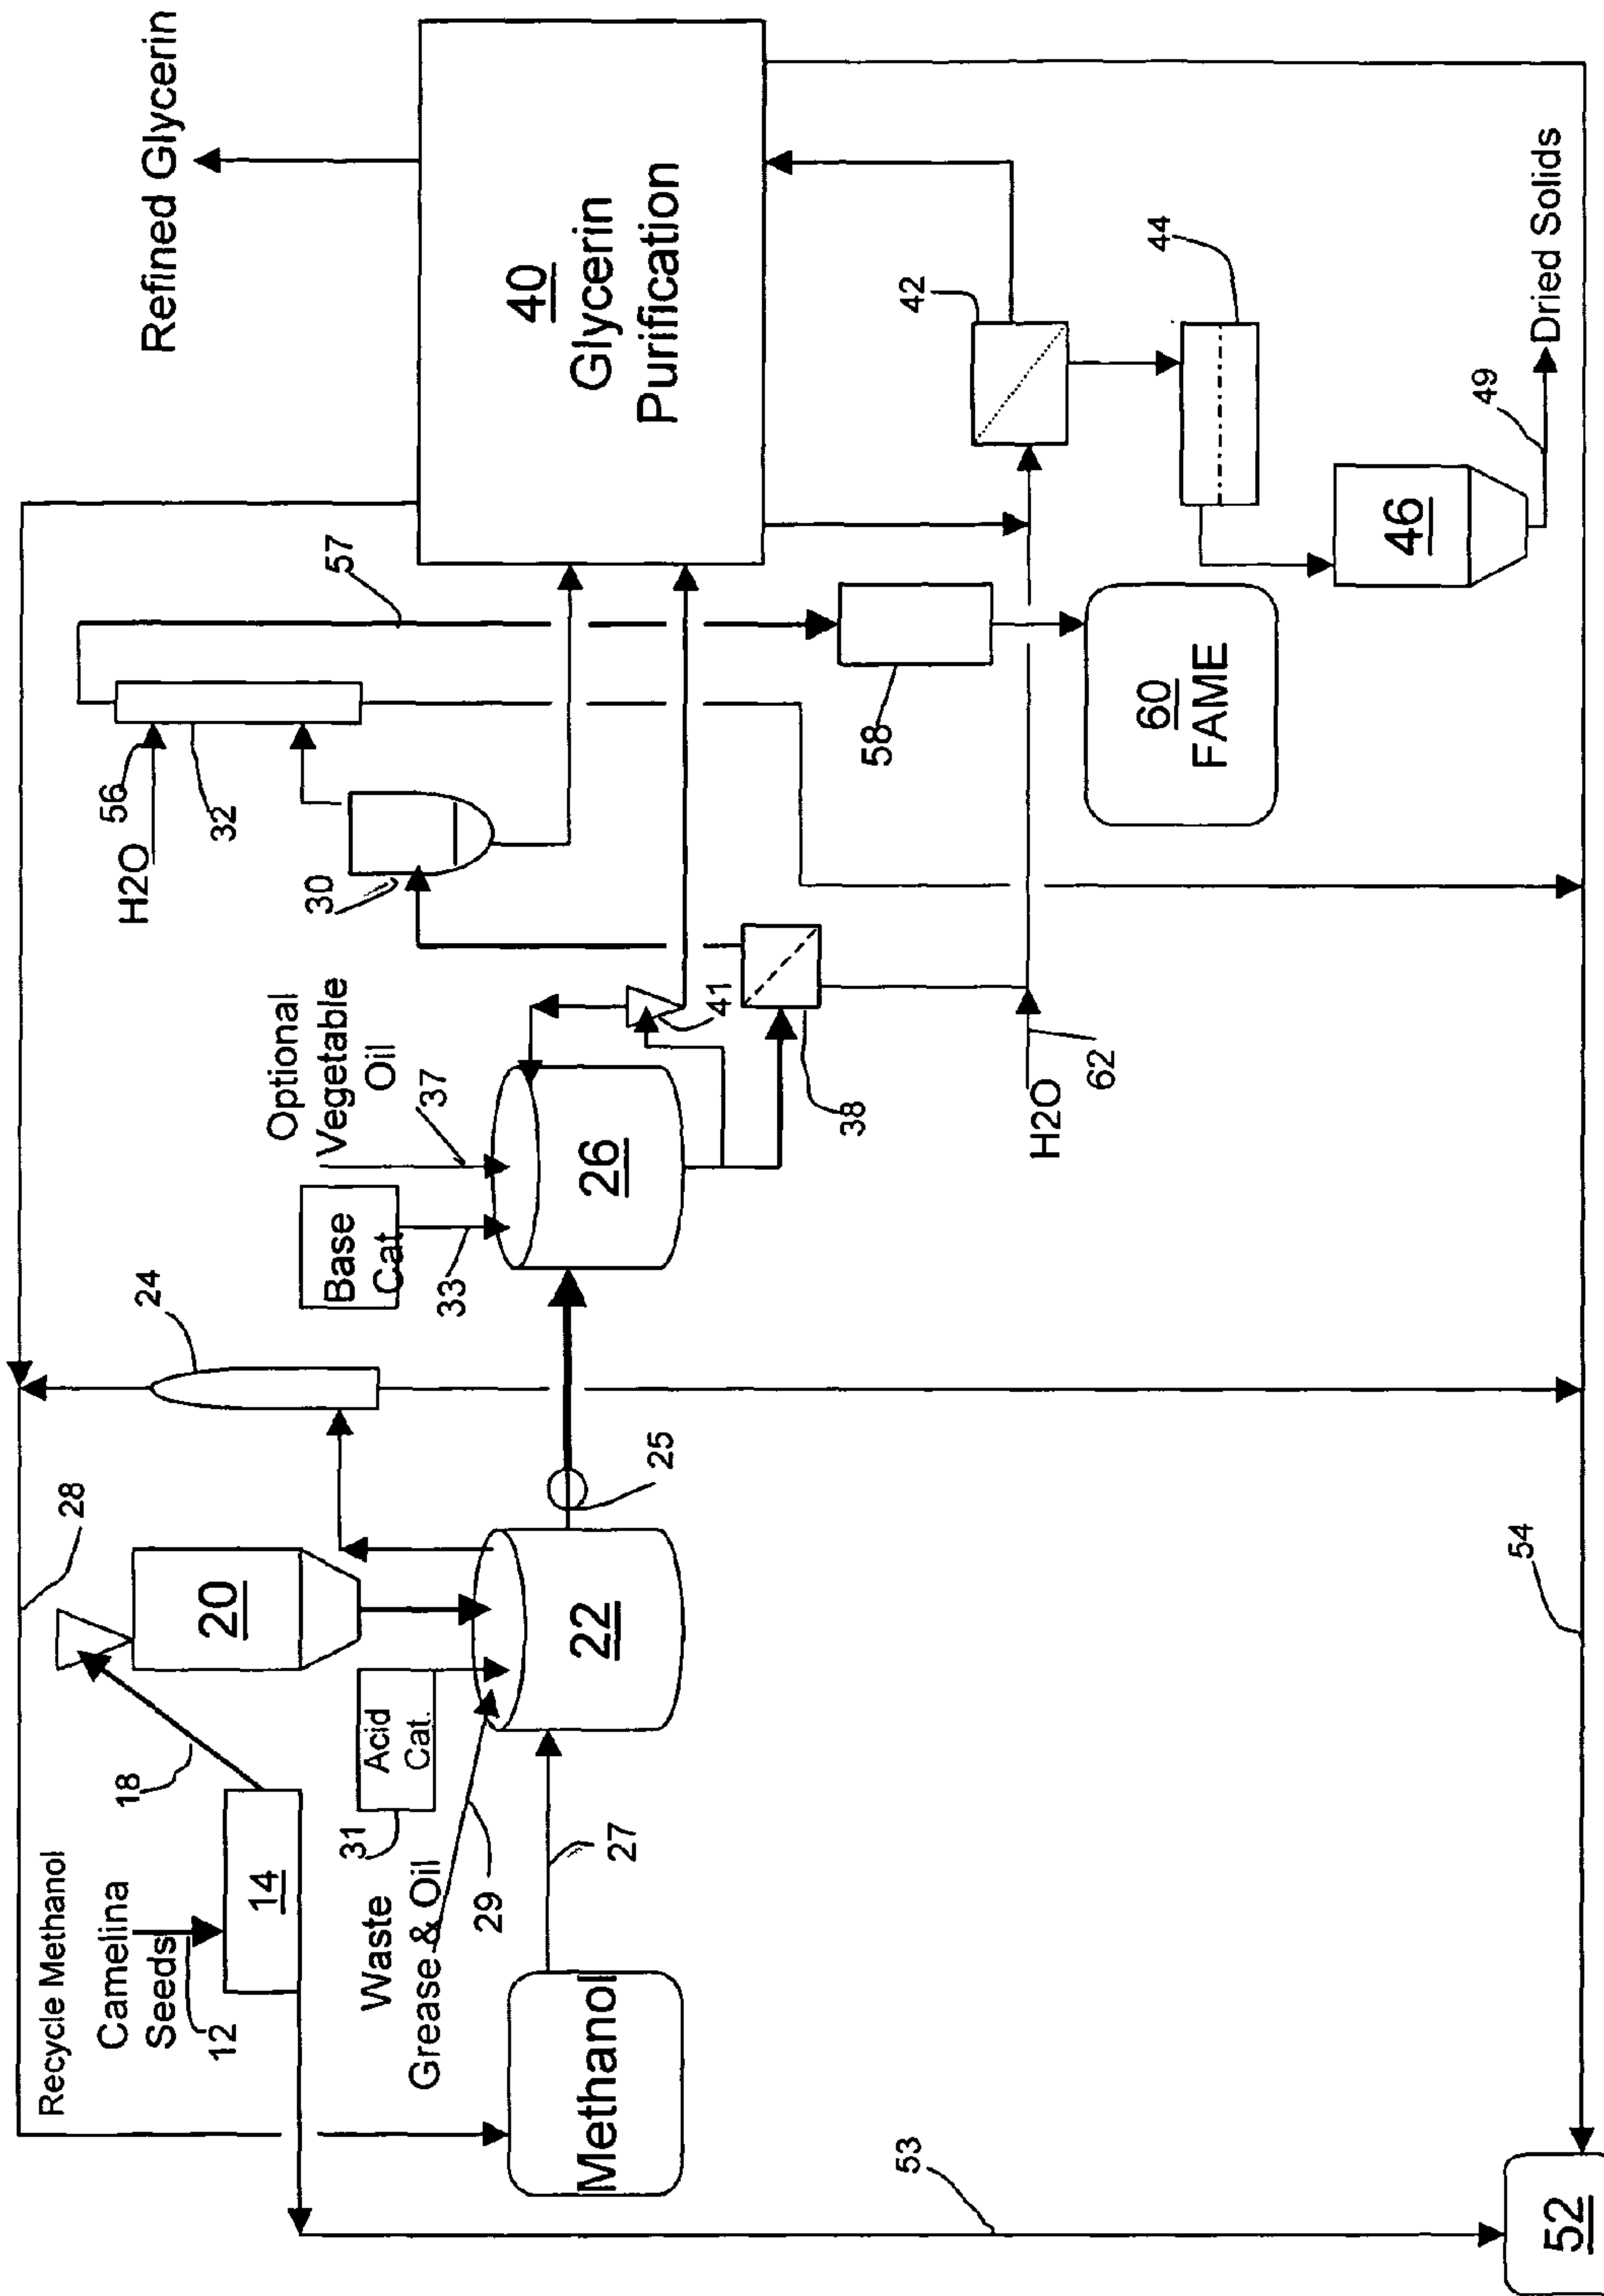 Recycle Methanol
28
24
Camelina
Seeds
12
14
18
20
Acid
Cat.
31
Waste
Grease & Oil
29
27
Methanol
22
25
Base
Cat
33
Optional
Vegetable
Oil
37
26
41
38
H2O
56
32
30
57
Refined Glycerin
40
Glycerin
Purification
58
60
FAME
H2O
62
42
44
46
49
Dried Solids
53
54
52